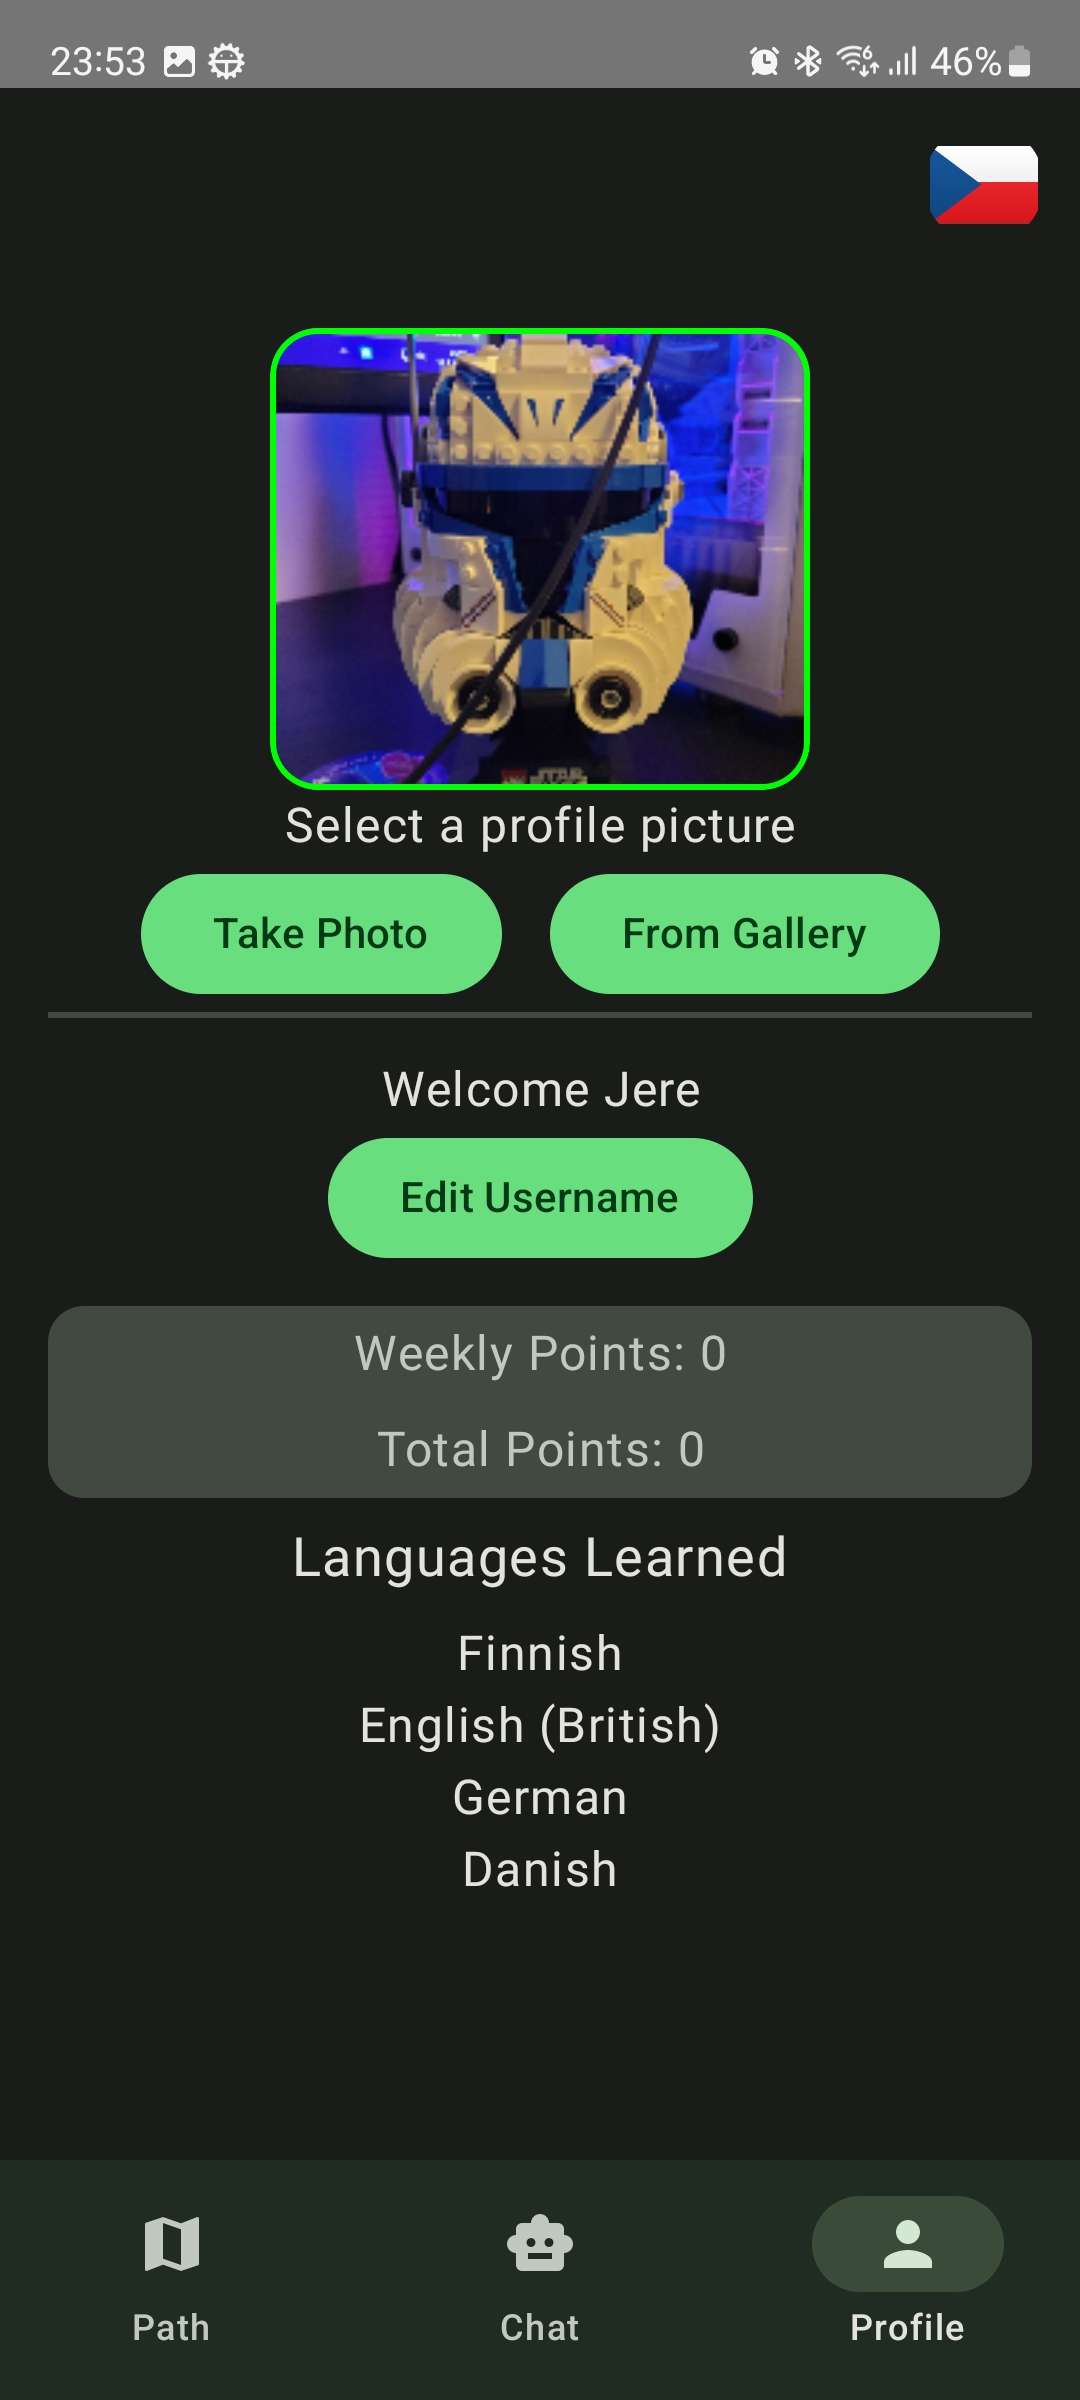 23:53 6 46%
Select a profile picture
Take Photo From Gallery
Welcome Jere
Edit Username
Weekly Points: 0
Total Points: 0
Languages Learned
Finnish
English (British)
German
Danish
Path Chat Profile